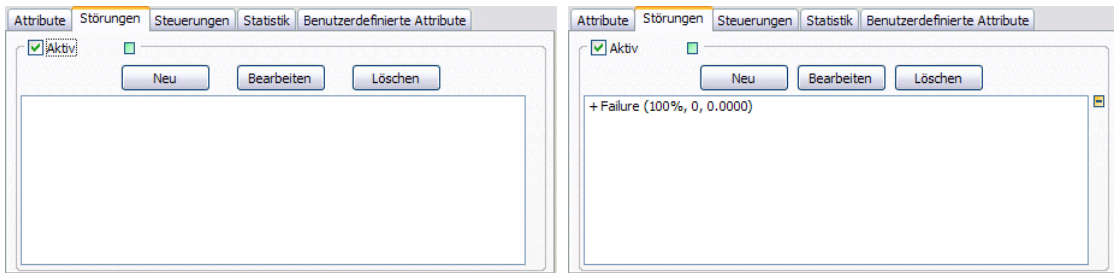 Attribute Störungen Steuerungen Statistik Benutzerdefinierte Attribute
Aktiv
Neu Bearbeiten Löschen
Attribute Störungen Steuerungen Statistik Benutzerdefinierte Attribute
Aktiv
Neu Bearbeiten Löschen
+ Failure (100%, 0, 0.0000)